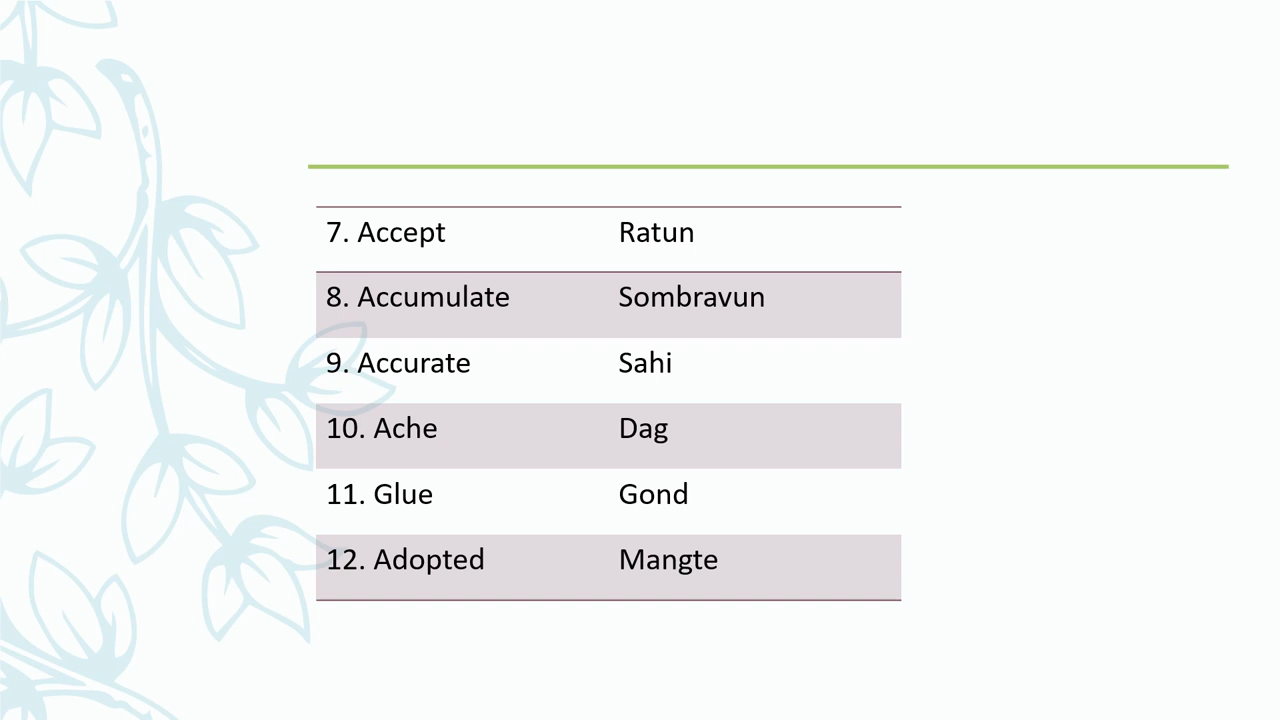 7. Accept Ratun
8. Accumulate Sombravun
9. Accurate Sahi
10. Ache Dag
11. Glue Gond
12. Adopted Mangte